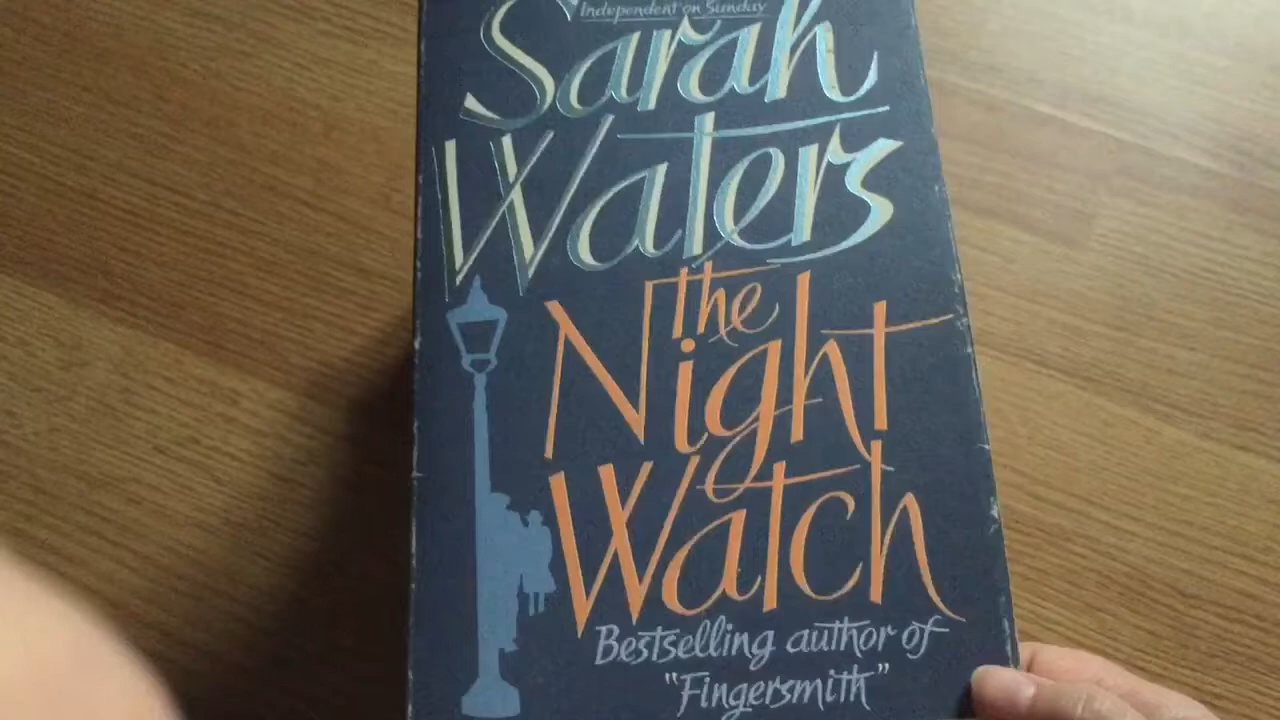 Independent on Sunday
Sarah
Waters
The
Night
Watch
Bestselling author of
"Fingersmith"